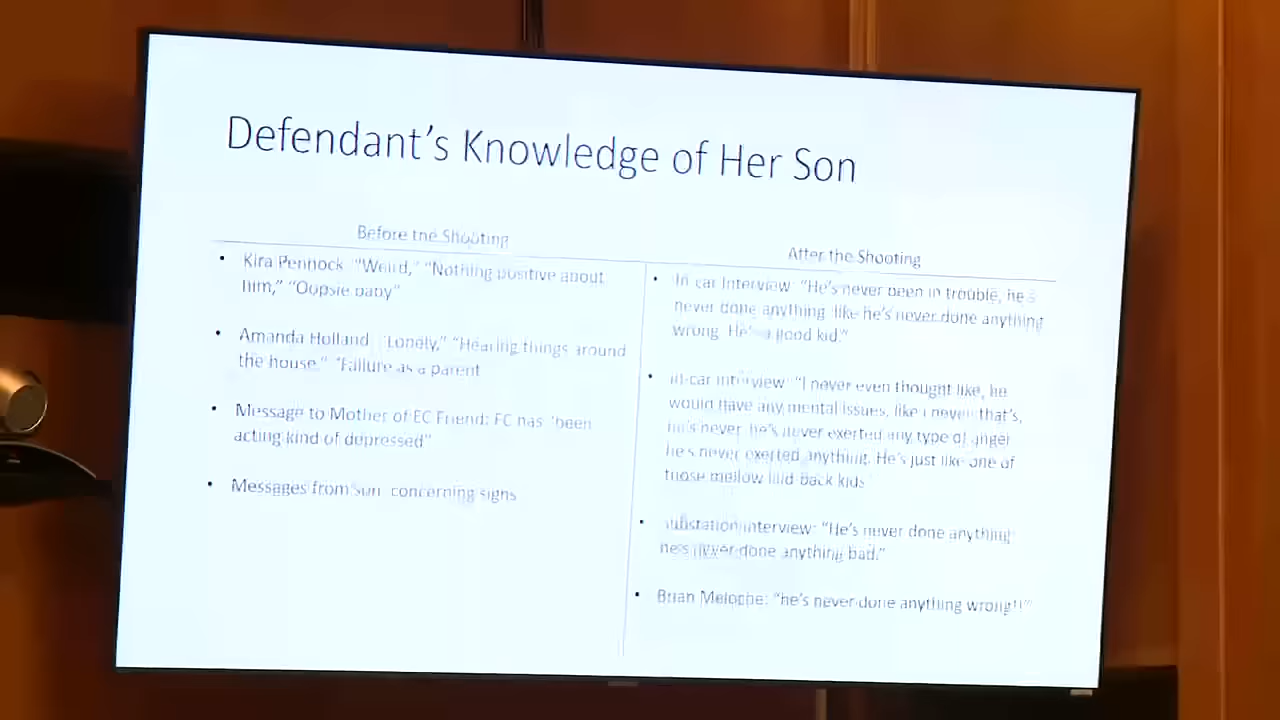 Defendant's Knowledge of Her Son
Before the Shooting
• Kira Pennock: "Weird," "Nothing positive about
him," "Oopsie baby"
• Amanda Holland: "Lonely," "Hearing things around
the house." "Failure as a parent
• Message to Mother of EC Friend: EC has "been
acting kind of depressed"
• Messages from Son: concerning signs
After the Shooting
• In car Interview: "He's never been in trouble, he's
never done anything like he's never done anything
wrong. He's a good kid."
• In-car interview: "I never even thought like, he
would have any mental issues, like I never that's,
he's never, he's never exerted any type of anger
he's never exerted anything. He's just like one of
those mellow laid back kids
• Substation interview: "He's never done anything
he's never done anything bad."
• Brian Meloche: "he's never done anything wrong!!"